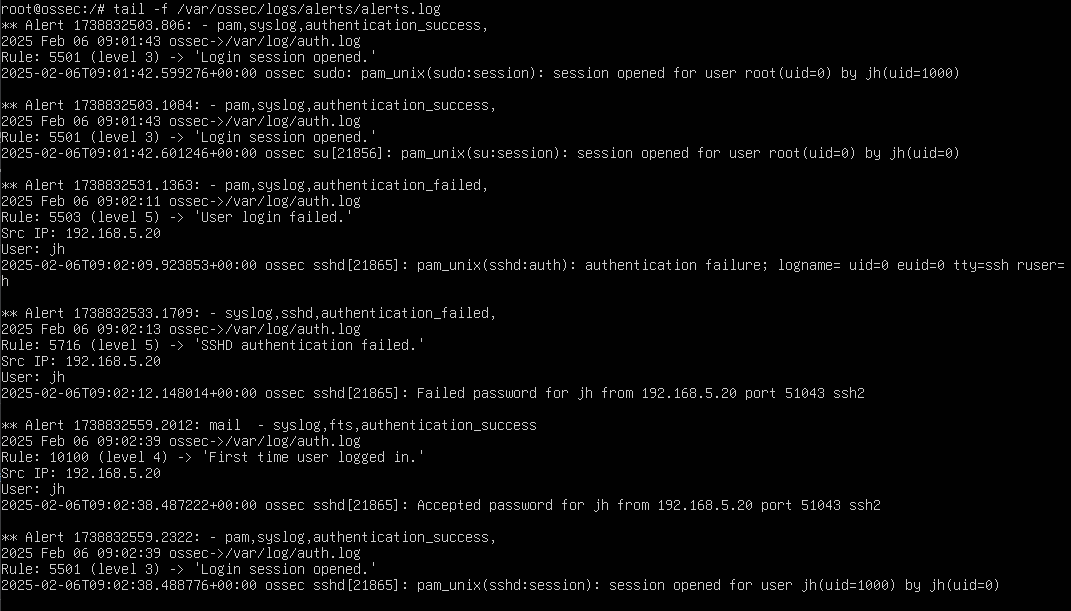 root@ossec:/# tail -f /var/ossec/logs/alerts/alerts.log
** Alert 1738832503.806: - pam,syslog,authentication_success,
2025 Feb 06 09:01:43 ossec->/var/log/auth.log
Rule: 5501 (level 3) -> 'Login session opened.'
2025-02-06T09:01:42.599276+00:00 ossec sudo: pam_unix(sudo:session): session opened for user root(uid=0) by jh(uid=1000)
** Alert 1738832503.1084: - pam,syslog,authentication_success,
2025 Feb 06 09:01:43 ossec->/var/log/auth.log
Rule: 5501 (level 3) -> 'Login session opened.'
2025-02-06T09:01:42.601246+00:00 ossec su[21856]: pam_unix(su:session): session opened for user root(uid=0) by jh(uid=0)
** Alert 1738832531.1363: - pam,syslog,authentication_failed,
2025 Feb 06 09:02:11 ossec->/var/log/auth.log
Rule: 5503 (level 5) -> 'User login failed.'
Src IP: 192.168.5.20
User: jh
2025-02-06T09:02:09.923853+00:00 ossec sshd[21865]: pam_unix(sshd:auth): authentication failure; logname= uid=0 euid=0 tty=ssh ruser=
h
** Alert 1738832533.1709: - syslog,sshd,authentication_failed,
2025 Feb 06 09:02:13 ossec->/var/log/auth.log
Rule: 5716 (level 5) -> 'SSHD authentication failed.'
Src IP: 192.168.5.20
User: jh
2025-02-06T09:02:12.148014+00:00 ossec sshd[21865]: Failed password for jh from 192.168.5.20 port 51043 ssh2
** Alert 1738832559.2012: mail  - syslog,fts,authentication_success
2025 Feb 06 09:02:39 ossec->/var/log/auth.log
Rule: 10100 (level 4) -> 'First time user logged in.'
Src IP: 192.168.5.20
User: jh
2025-02-06T09:02:38.487222+00:00 ossec sshd[21865]: Accepted password for jh from 192.168.5.20 port 51043 ssh2
** Alert 1738832559.2322: - pam,syslog,authentication_success,
2025 Feb 06 09:02:39 ossec->/var/log/auth.log
Rule: 5501 (level 3) -> 'Login session opened.'
2025-02-06T09:02:38.488776+00:00 ossec sshd[21865]: pam_unix(sshd:session): session opened for user jh(uid=1000) by jh(uid=0)